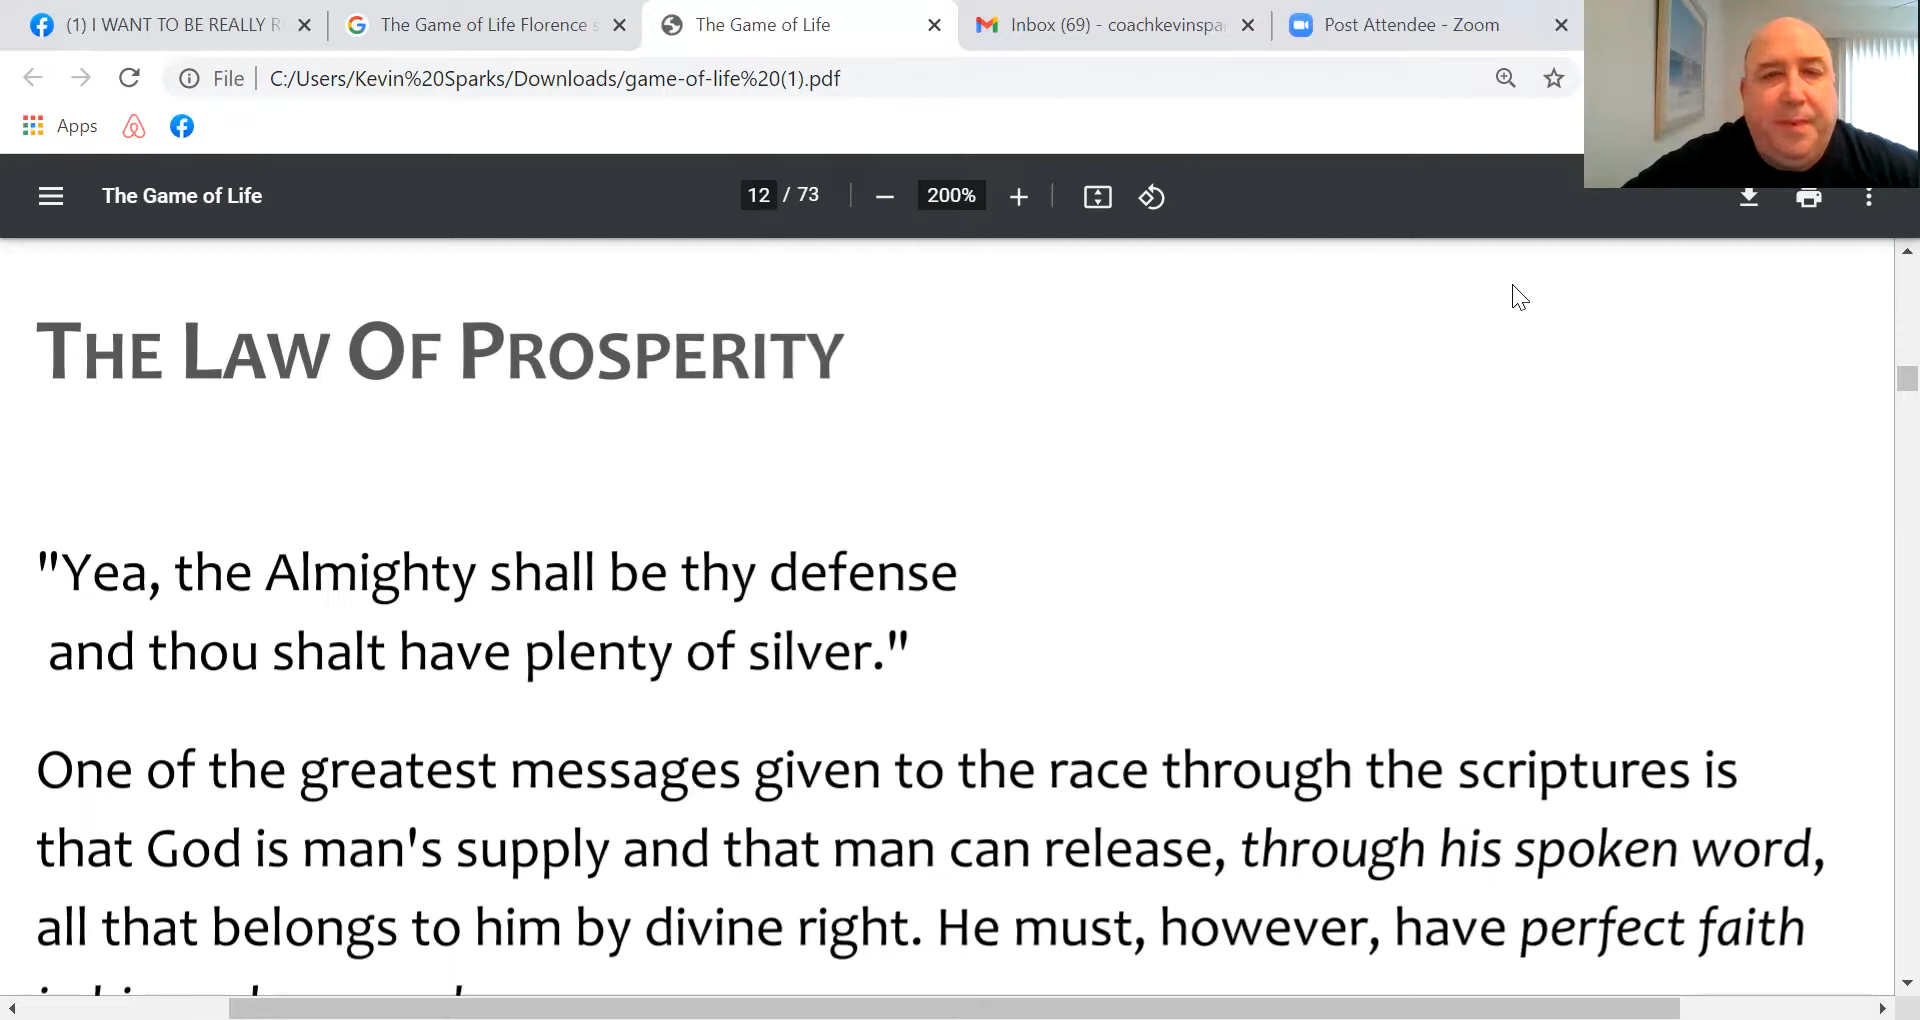 (1) I WANT TO BE REALLY R
The Game of Life Florence s
The Game of Life
Inbox (69) - coachkevinspa
Post Attendee - Zoom
File
C:/Users/Kevin%20Sparks/Downloads/game-of-life%20(1).pdf
Apps
The Game of Life
12 / 73
200%
THE LAW OF PROSPERITY
"Yea, the Almighty shall be thy defense
and thou shalt have plenty of silver."
One of the greatest messages given to the race through the scriptures is
that God is man's supply and that man can release, through his spoken word,
all that belongs to him by divine right. He must, however, have perfect faith